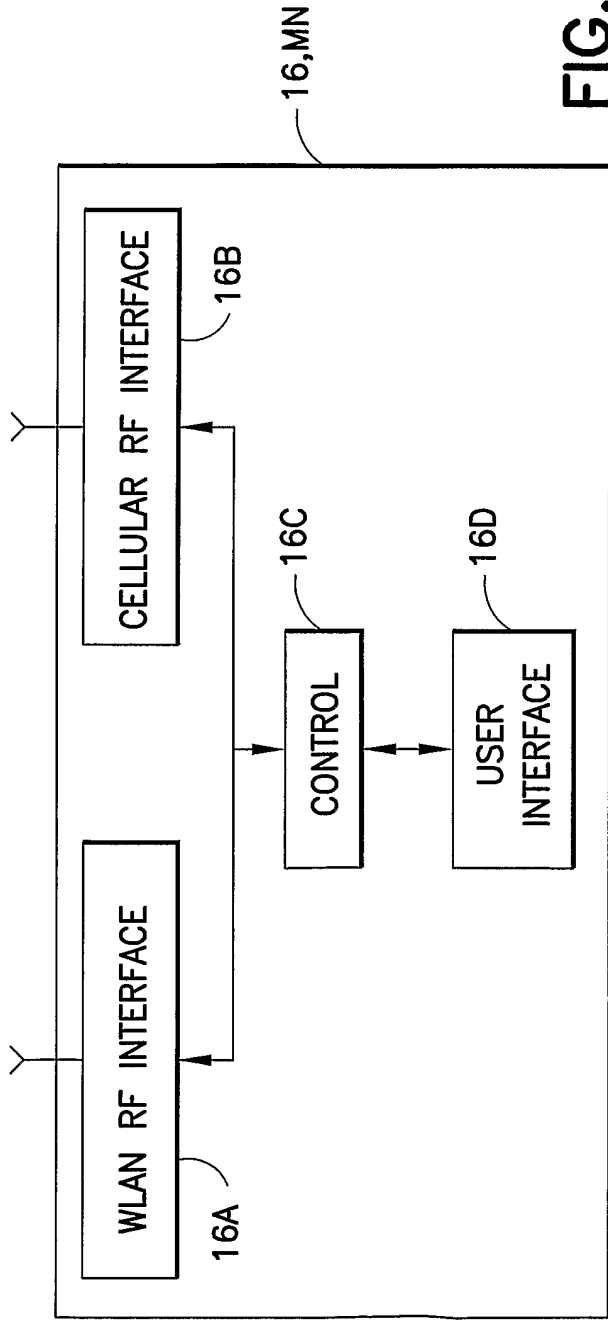 WLAN RF INTERFACE
16A
CELLULAR RF INTERFACE
16B
CONTROL
16C
USER
INTERFACE
16D
16,MN
FIG.